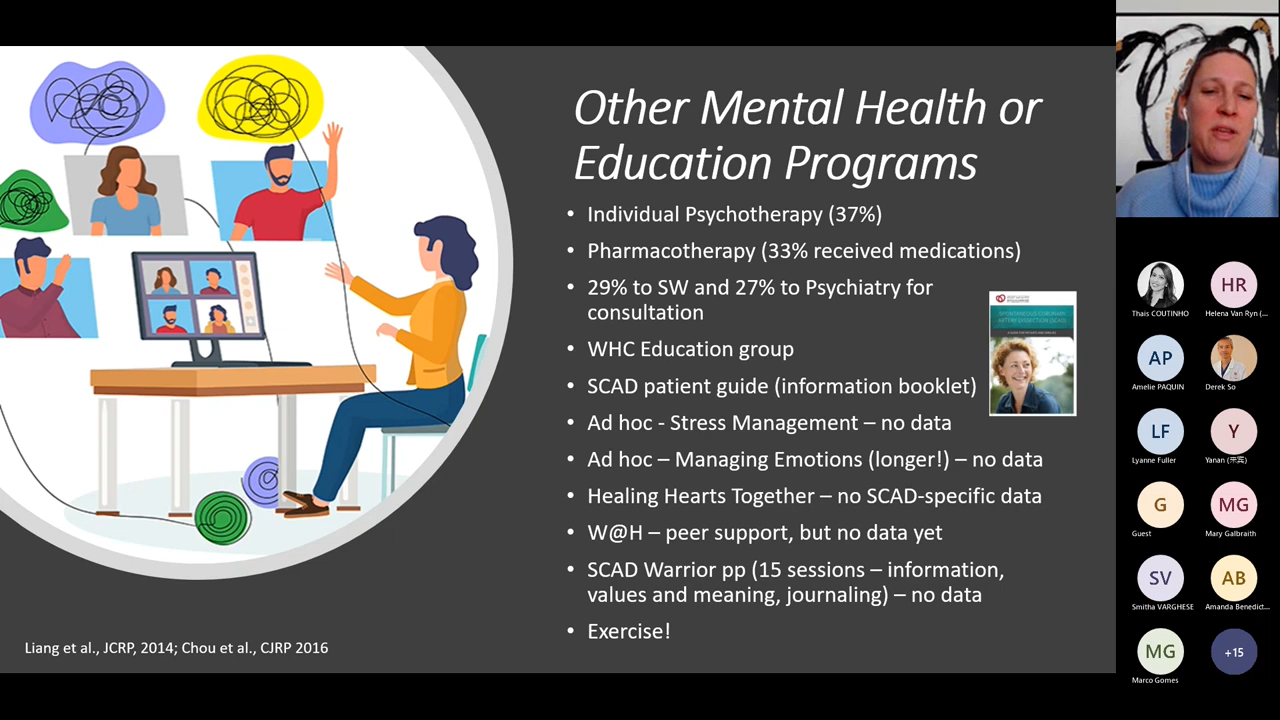 Other Mental Health or
Education Programs
• Individual Psychotherapy (37%)
• Pharmacotherapy (33% received medications)
• 29% to SW and 27% to Psychiatry for
consultation
• WHC Education group
• SCAD patient guide (information booklet)
• Ad hoc - Stress Management – no data
• Ad hoc – Managing Emotions (longer!) – no data
• Healing Hearts Together – no SCAD-specific data
• W@H – peer support, but no data yet
• SCAD Warrior pp (15 sessions – information,
values and meaning, journaling) – no data
• Exercise!
SPONTANEOUS CORONARY
ARTERY DISSECTION (SCAD)
Liang et al., JCRP, 2014; Chou et al., CJRP 2016
Thais COUTINHO
HR
Helena Van Ryn (...
AP
Amelie PAQUIN
Derek So
LF
Lyanne Fuller
Y
Yanan
G
Guest
MG
Mary Galbraith
SV
Smitha VARGHESE
AB
Amanda Benedict...
MG
Marco Gomes
+15